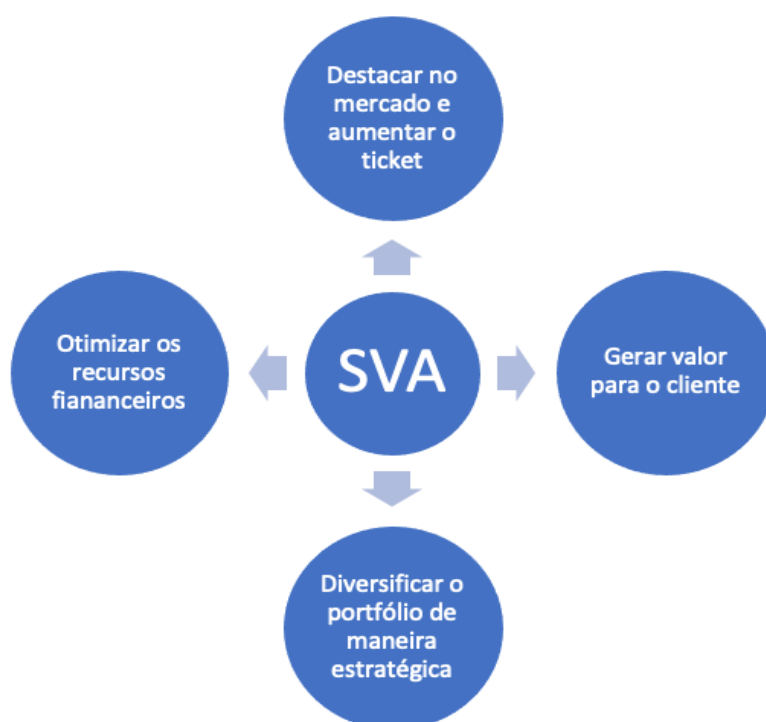 Destacar no
mercado e
aumentar o
ticket
Otimizar os
recursos
fiananceiros
SVA
Gerar valor
para o cliente
Diversificar o
portfólio de
maneira
estratégica